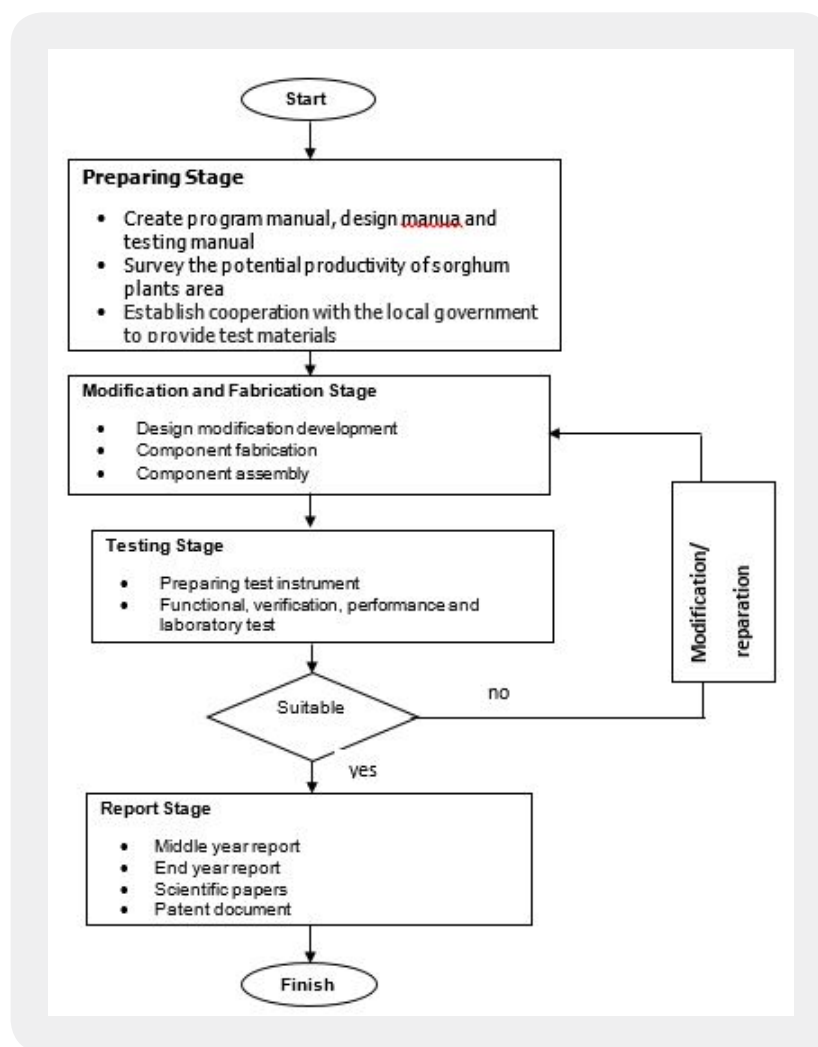 Start
Preparing Stage
• Create program manual, design manua and
testing manual
• Survey the potential productivity of sorghum
plants area
• Establish cooperation with the local government
to provide test materials
Modification and Fabrication Stage
• Design modification development
• Component fabrication
• Component assembly
Testing Stage
• Preparing test instrument
• Functional, verification, performance and
laboratory test
Modification/
reparation
Suitable
no
yes
Report Stage
• Middle year report
• End year report
• Scientific papers
• Patent document
Finish